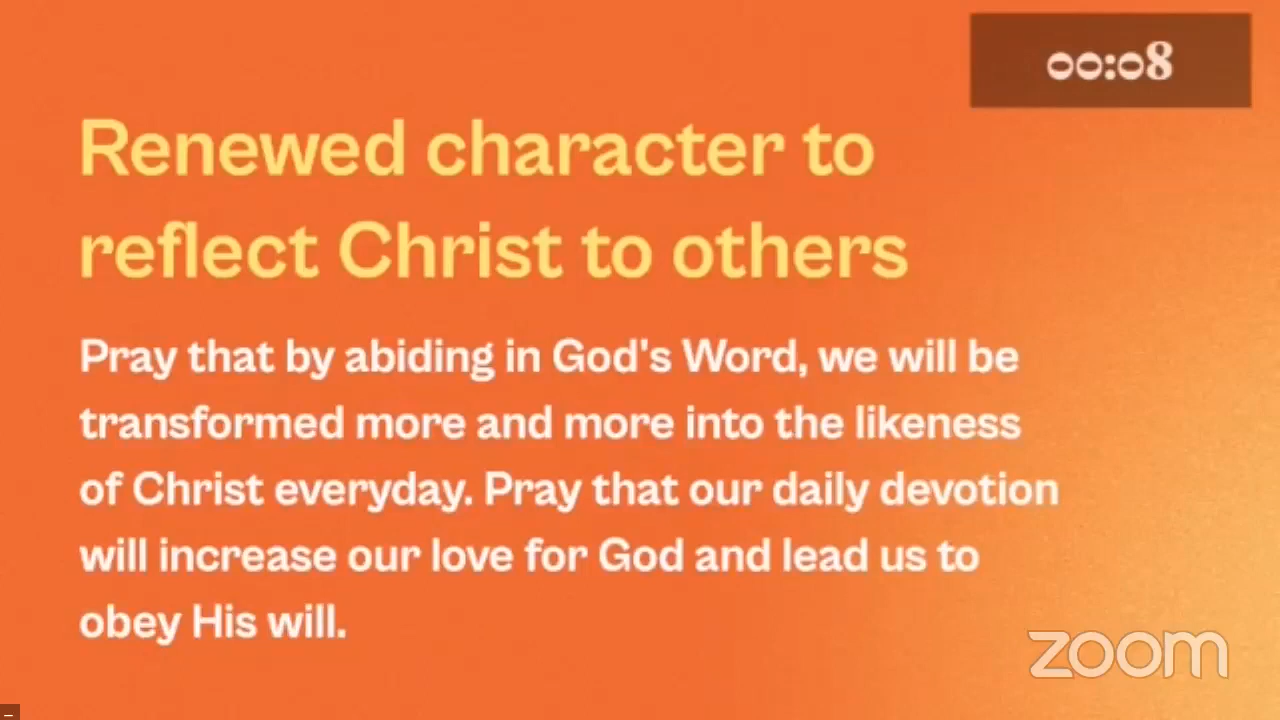 00:08
Renewed character to
reflect Christ to others
Pray that by abiding in God's Word, we will be
transformed more and more into the likeness
of Christ everyday. Pray that our daily devotion
will increase our love for God and lead us to
obey His will.
zoom